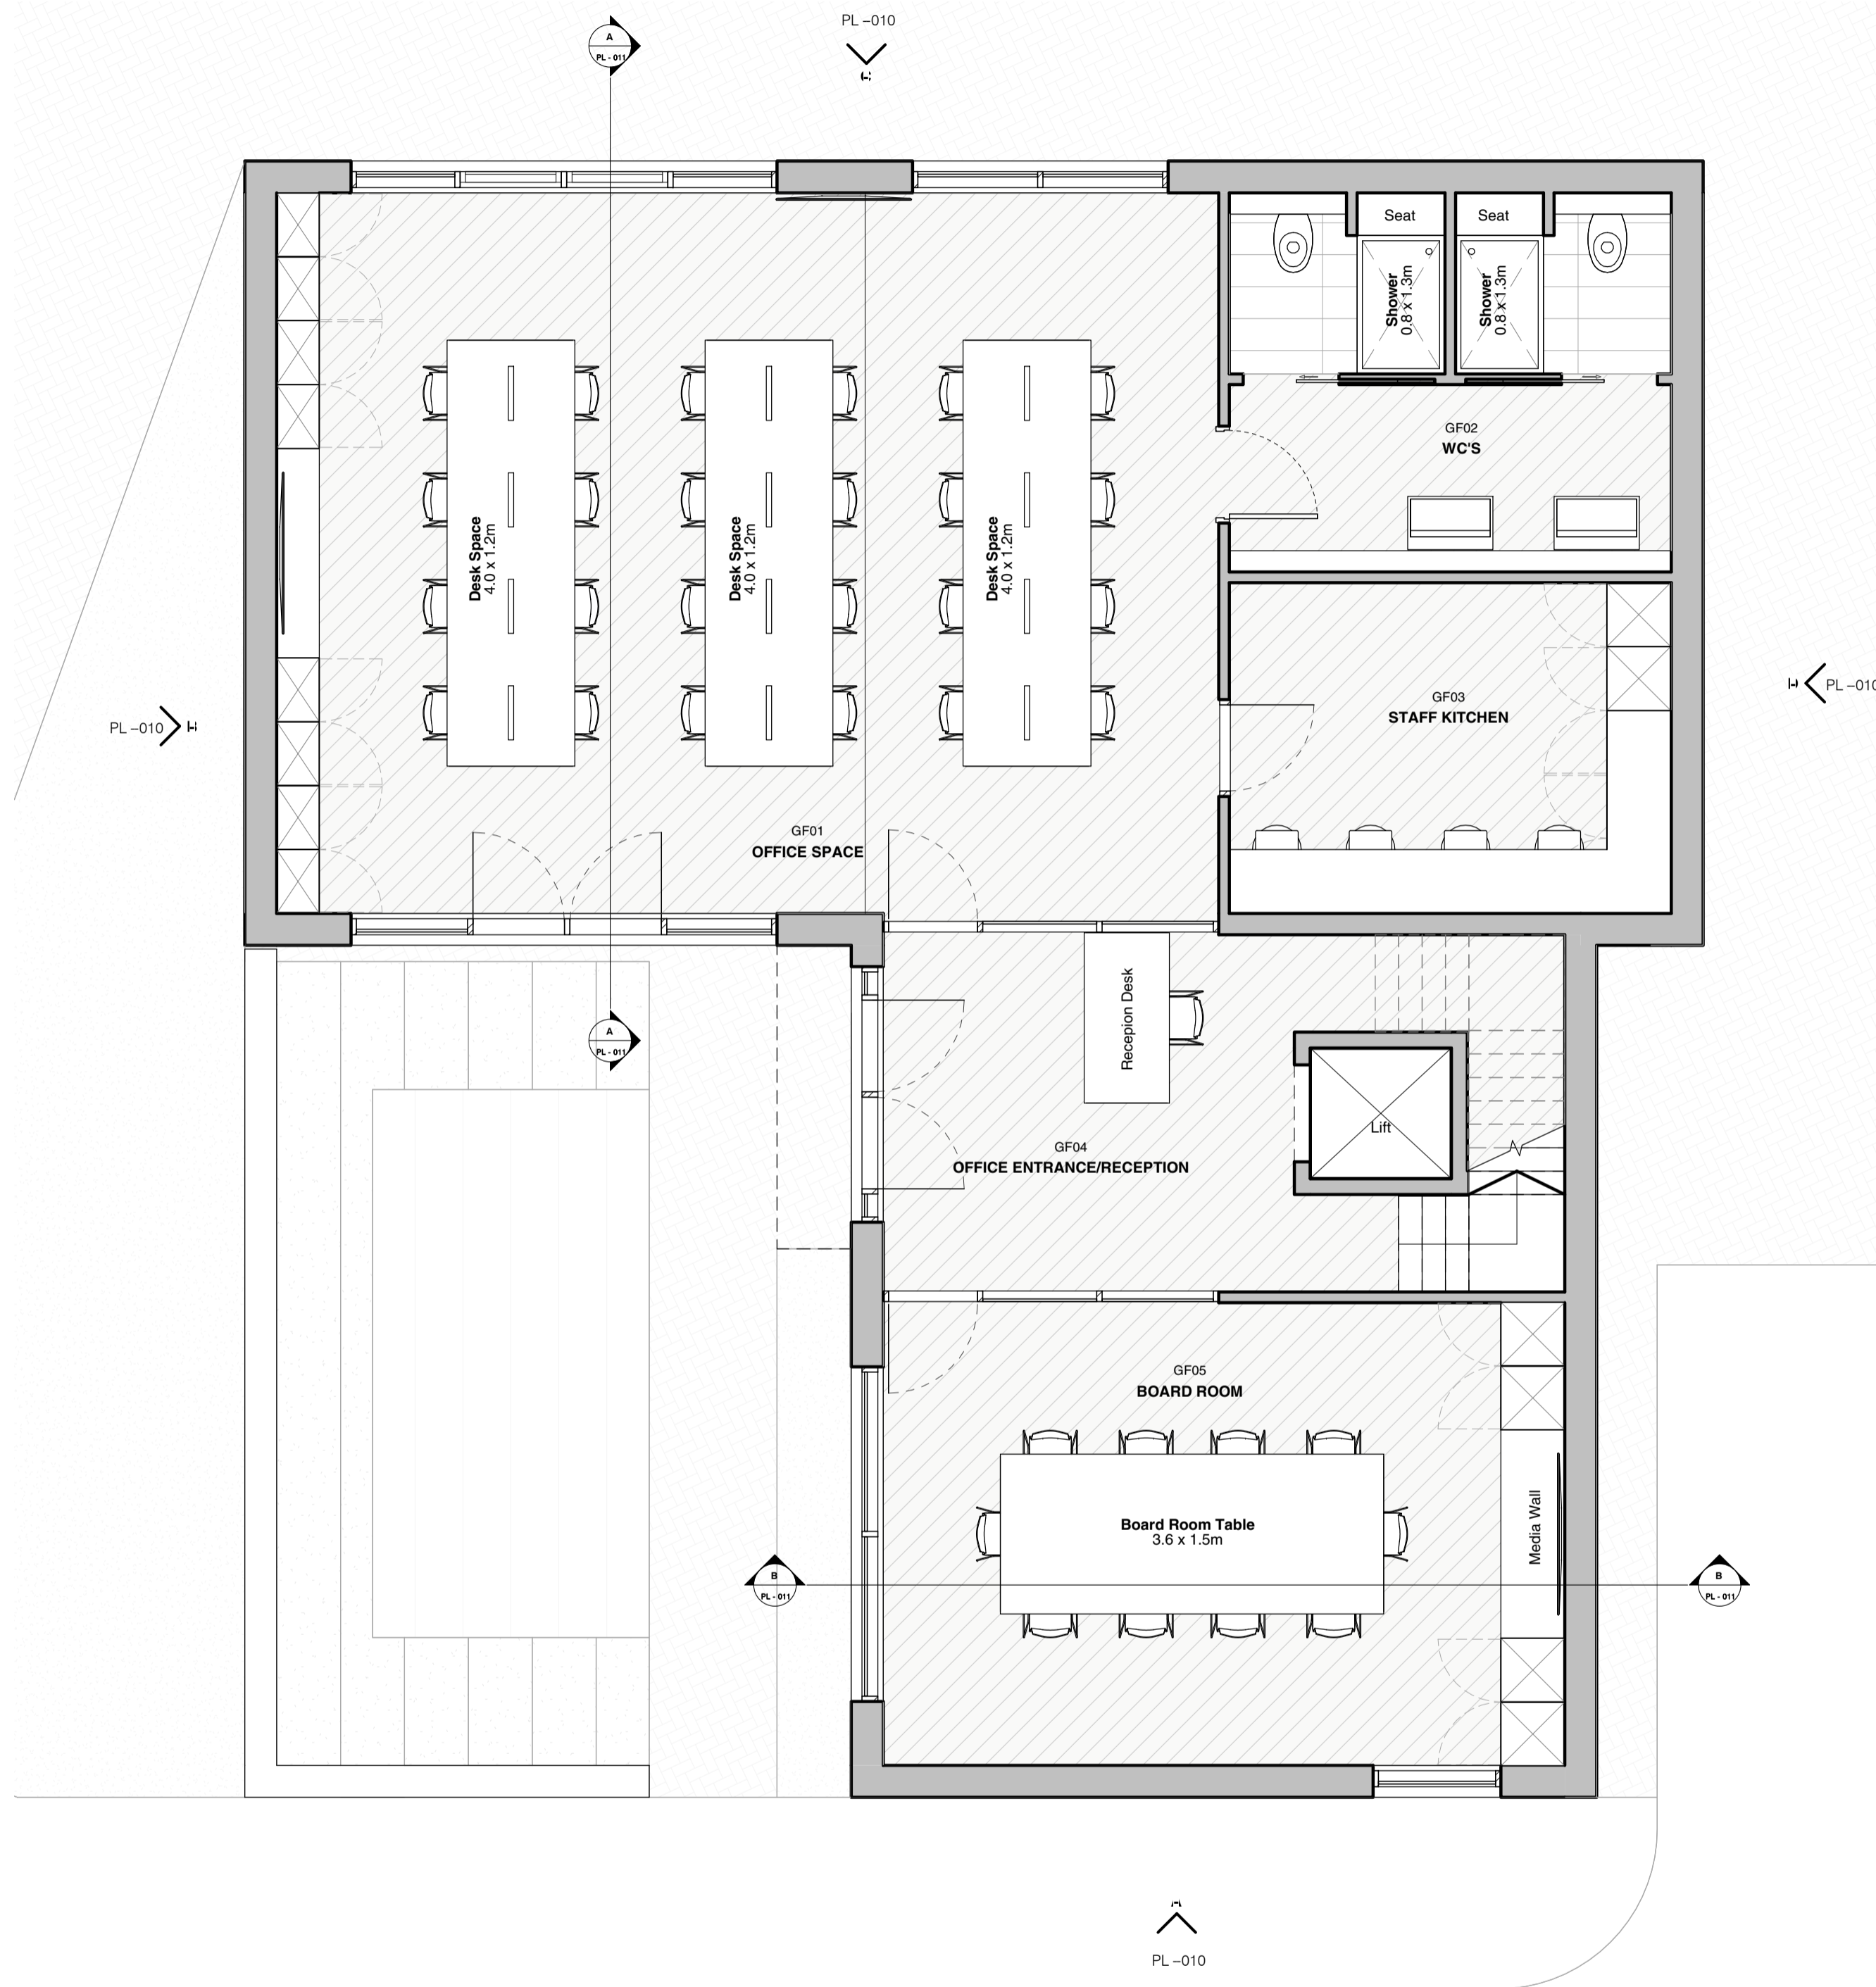 PL –010
A
PL - 011
Seat
Seat
Shower
0.8 x 1.3m
Shower
0.8 x 1.3m
GF02
WC'S
Desk Space
4.0 x 1.2m
Desk Space
4.0 x 1.2m
Desk Space
4.0 x 1.2m
GF03
STAFF KITCHEN
PL –010
PL –010
GF01
OFFICE SPACE
A
PL - 011
Recepion Desk
Lift
GF04
OFFICE ENTRANCE/RECEPTION
GF05
BOARD ROOM
Board Room Table
3.6 x 1.5m
Media Wall
B
PL - 011
B
PL - 011
PL –010